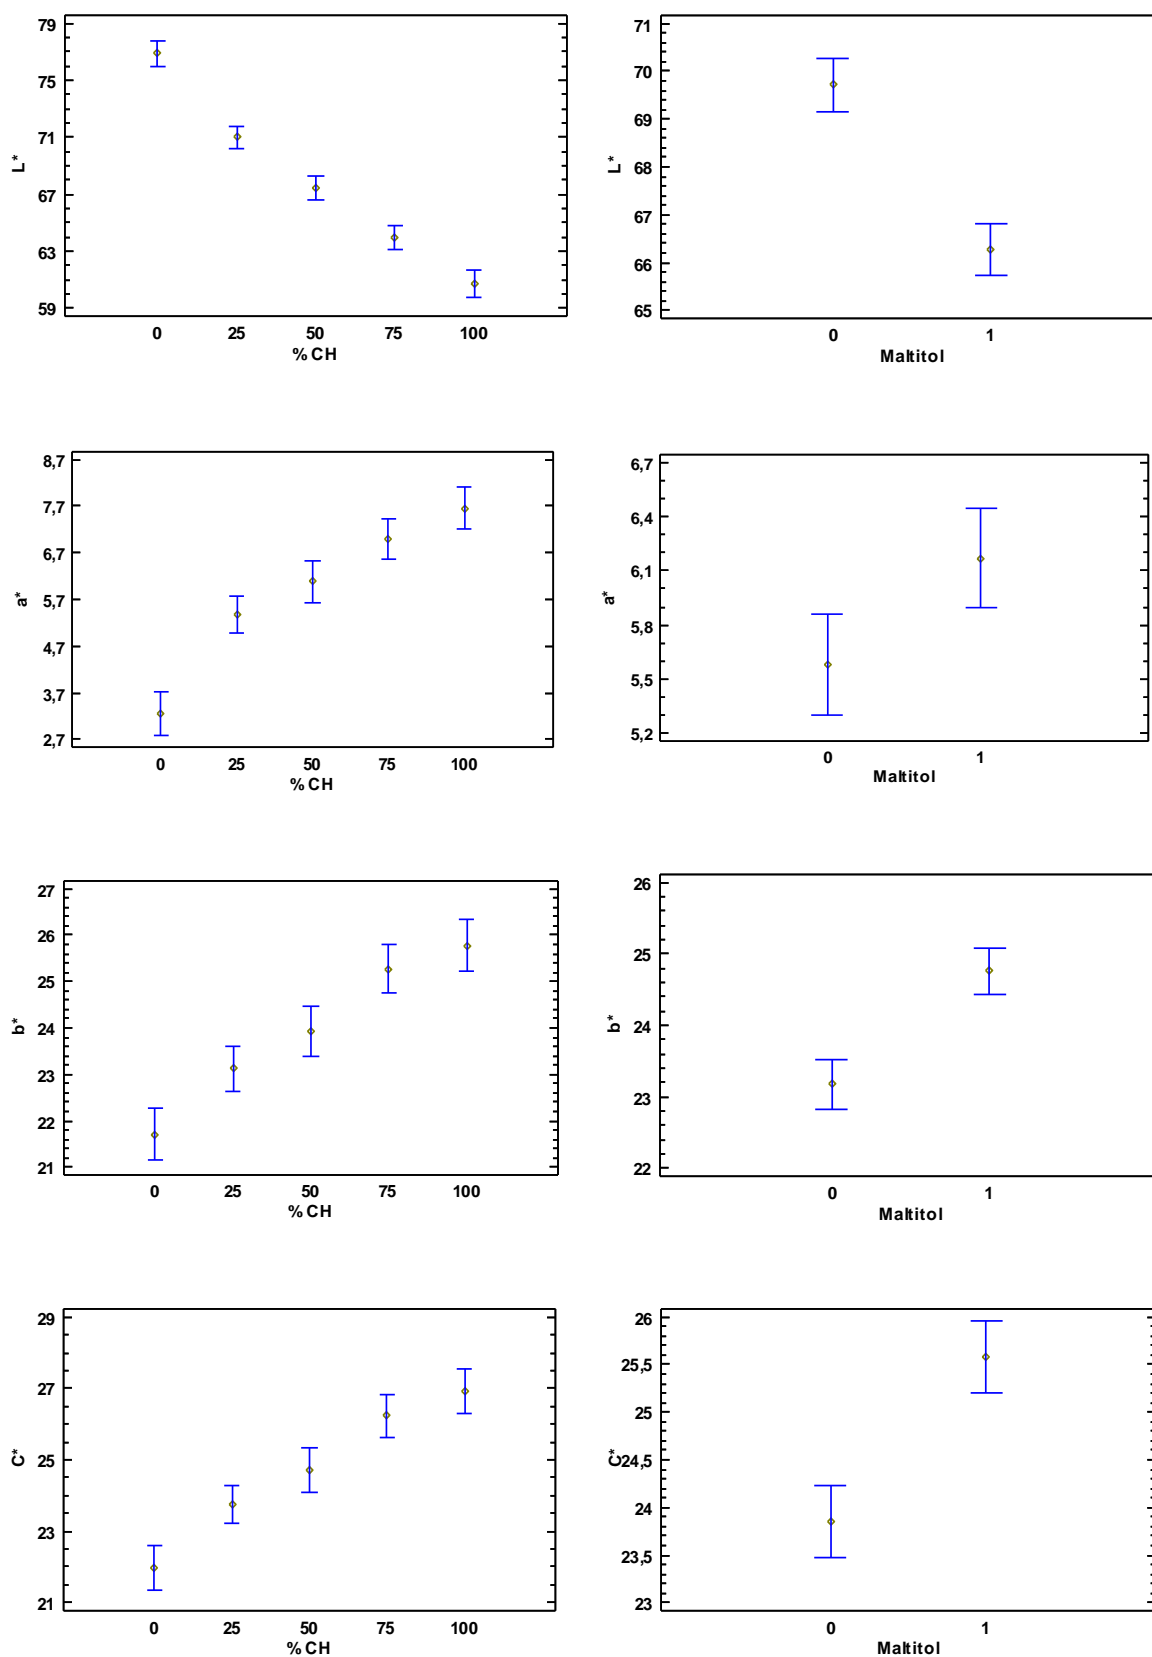 79
75
71
67
63
59
L*
0 25 50 75 100
% CH
71
70
69
68
67
66
65
L*
0 1
Maltitol
8,7
7,7
6,7
5,7
4,7
3,7
2,7
a*
0 25 50 75 100
% CH
6,7
6,4
6,1
5,8
5,5
5,2
a*
0 1
Maltitol
27
26
25
24
23
22
21
b*
0 25 50 75 100
% CH
26
25
24
23
22
b*
0 1
Maltitol
29
27
25
23
21
C*
0 25 50 75 100
% CH
26
25,5
25
24,5
24
23,5
23
C*
0 1
Maltitol